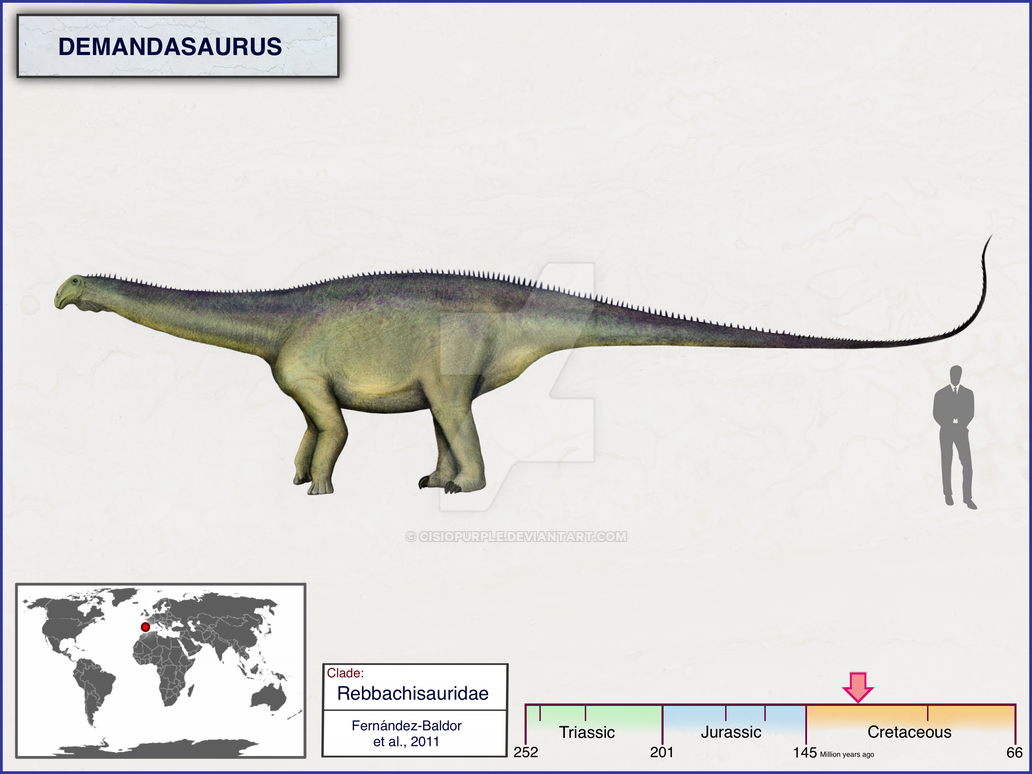 DEMANDASAURUS
© CISIOPURPLE.DEVIANTART.COM
Clade:
Rebbachisauridae
Fernández-Baldor
et al., 2011
Triassic
Jurassic
Cretaceous
252
201
145 Million years ago
66